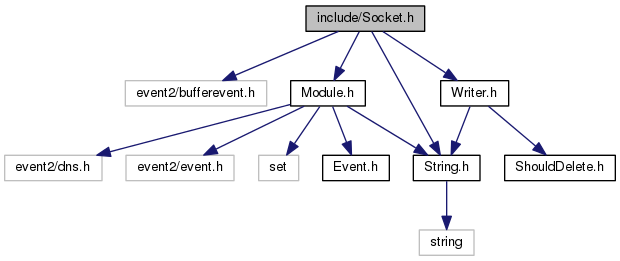 include/Socket.h
event2/bufferevent.h
Module.h
Writer.h
event2/dns.h
event2/event.h
set
Event.h
String.h
ShouldDelete.h
string